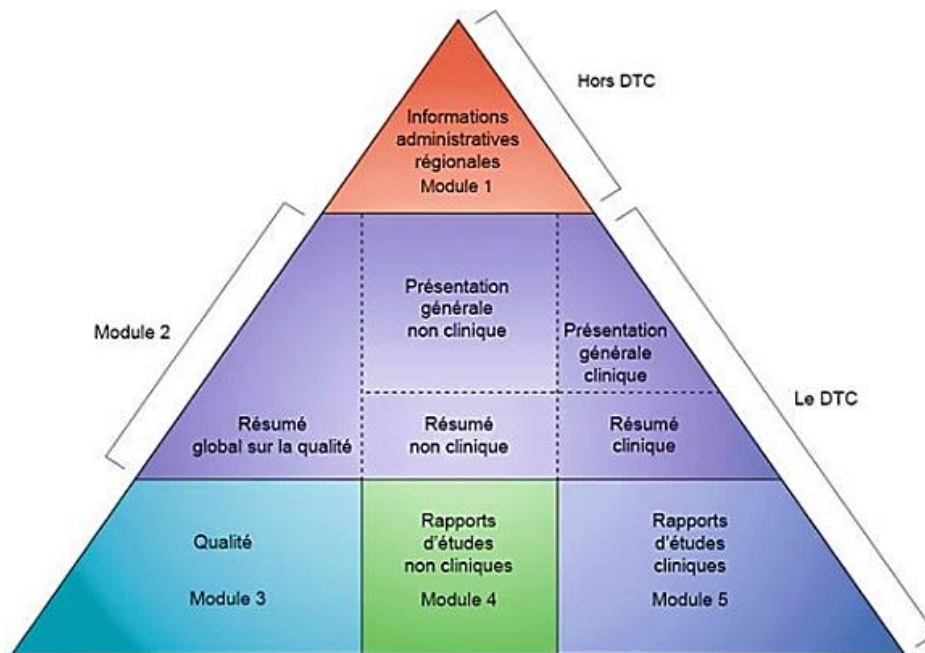 Hors DTC
Informations
administratives
régionales
Module 1
Module 2
Présentation
générale
non clinique
Présentation
générale
clinique
Le DTC
Résumé
global sur la qualité
Résumé
non clinique
Résumé
clinique
Qualité
Module 3
Rapports
d'études
non cliniques
Module 4
Rapports
d'études
cliniques
Module 5